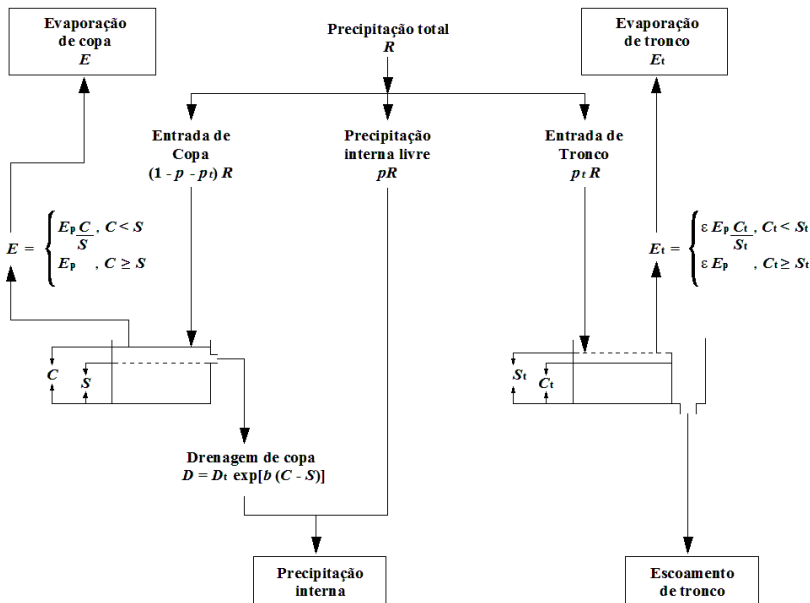 Evaporação
de copa
E
Precipitação total
R
Evaporação
de tronco
Et
Entrada de
Copa
(1 - p - pt) R
Precipitação
interna livre
pR
Entrada de
Tronco
pt R
E = { Ep C/S , C < S
Ep , C ≥ S
Et = { ε Ep Ct/St , Ct < St
ε Ep , Ct ≥ St
C
S
St
Ct
Drenagem de copa
D = Dt exp[b (C - S)]
Precipitação
interna
Escoamento
de tronco